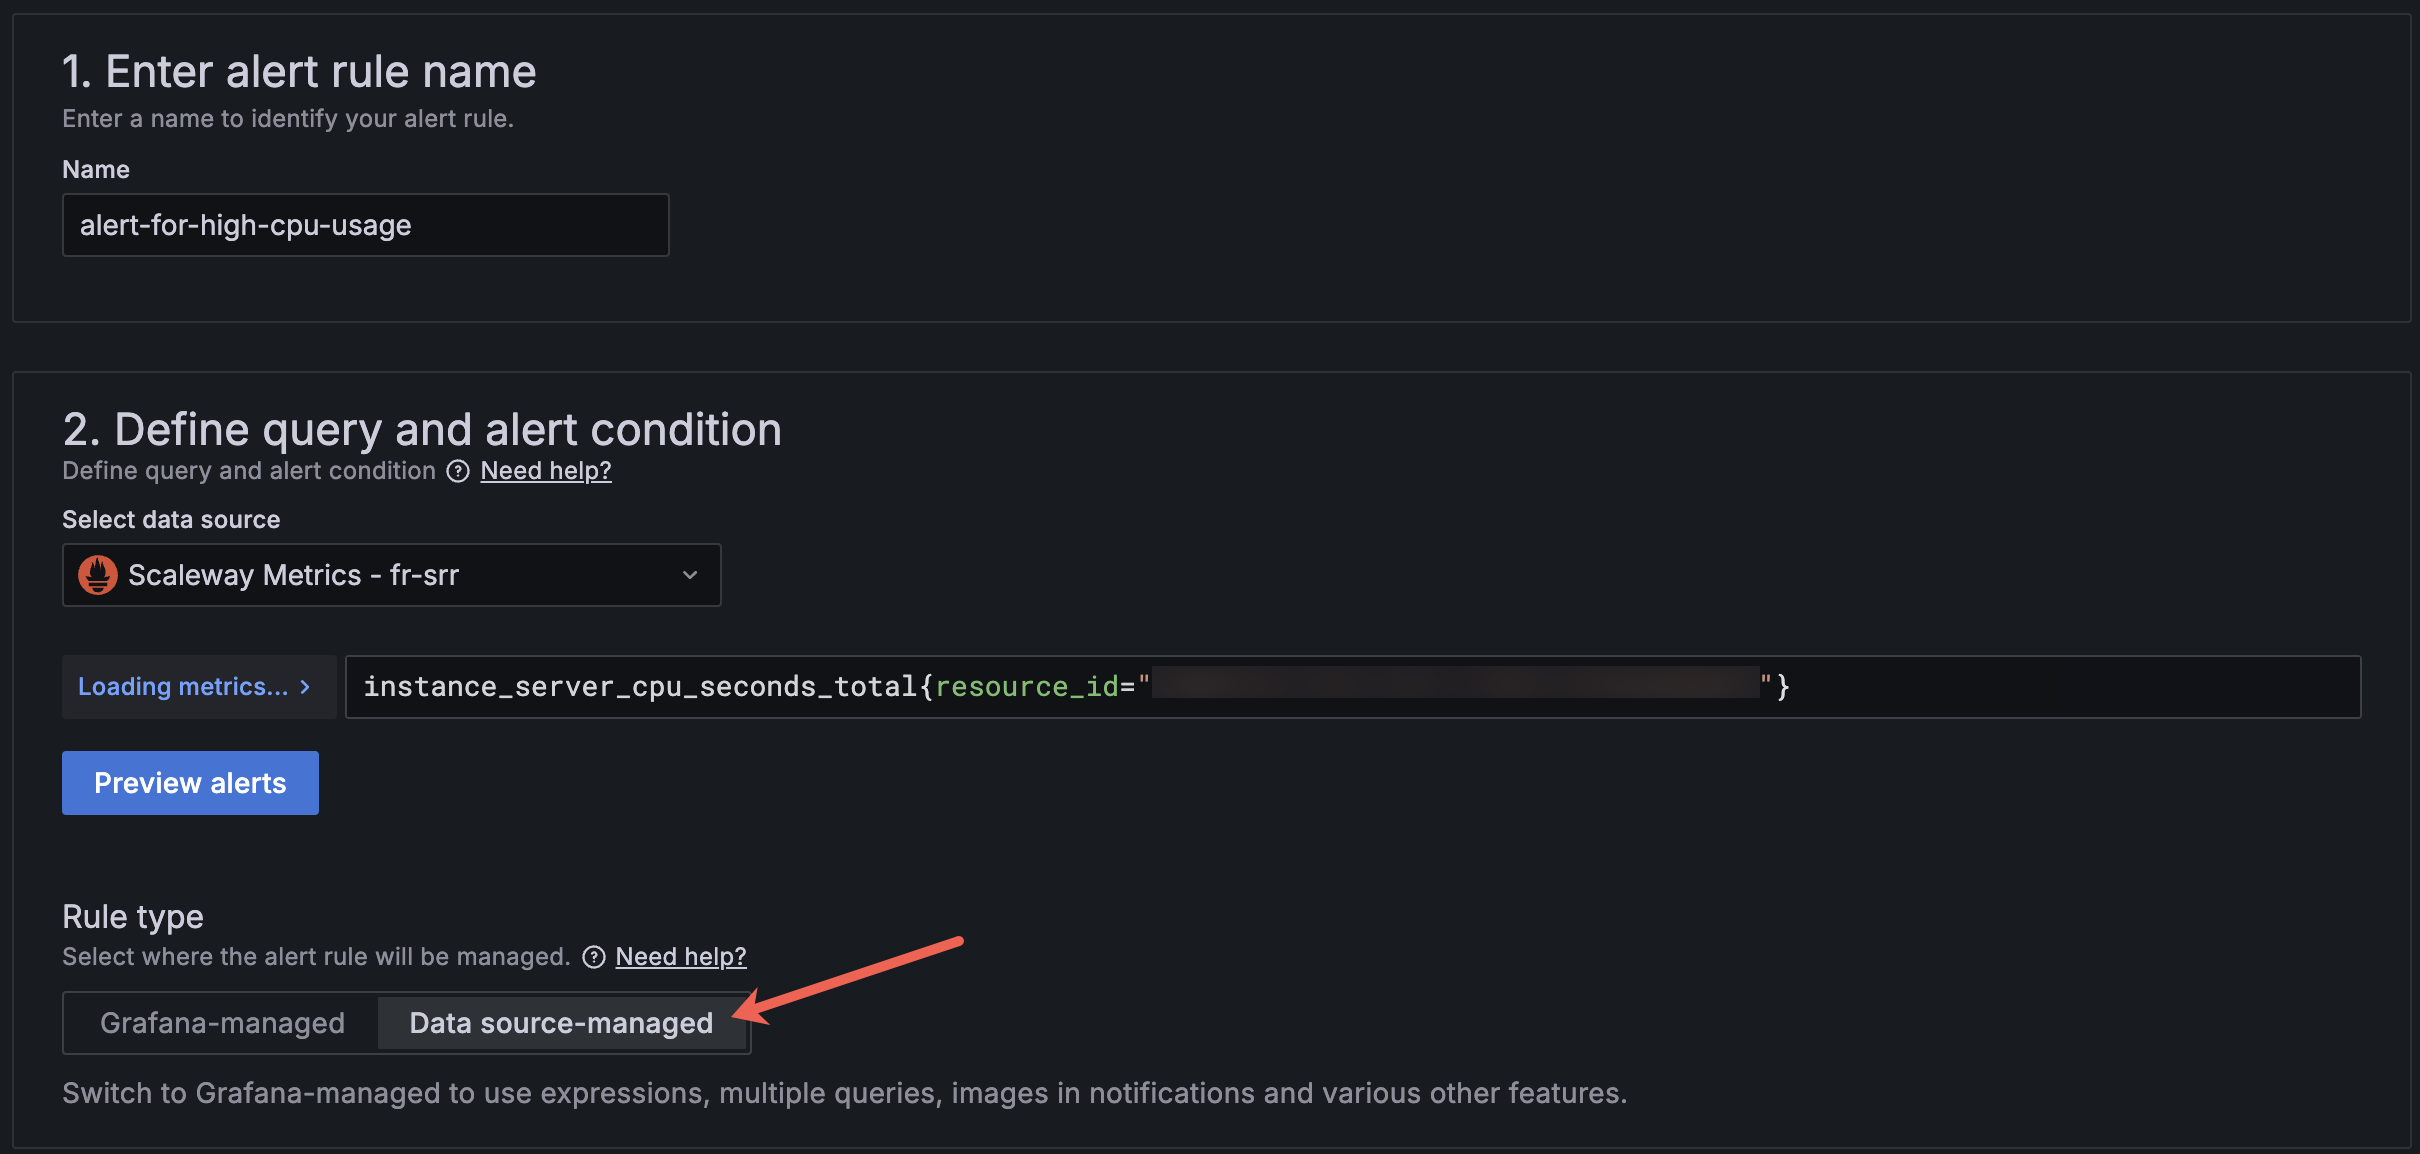 1. Enter alert rule name
Enter a name to identify your alert rule.
Name
alert-for-high-cpu-usage
2. Define query and alert condition
Define query and alert condition Need help?
Select data source
Scaleway Metrics - fr-srr
Loading metrics... > instance_server_cpu_seconds_total{resource_id=""}
Preview alerts
Rule type
Select where the alert rule will be managed. Need help?
Grafana-managed Data source-managed
Switch to Grafana-managed to use expressions, multiple queries, images in notifications and various other features.